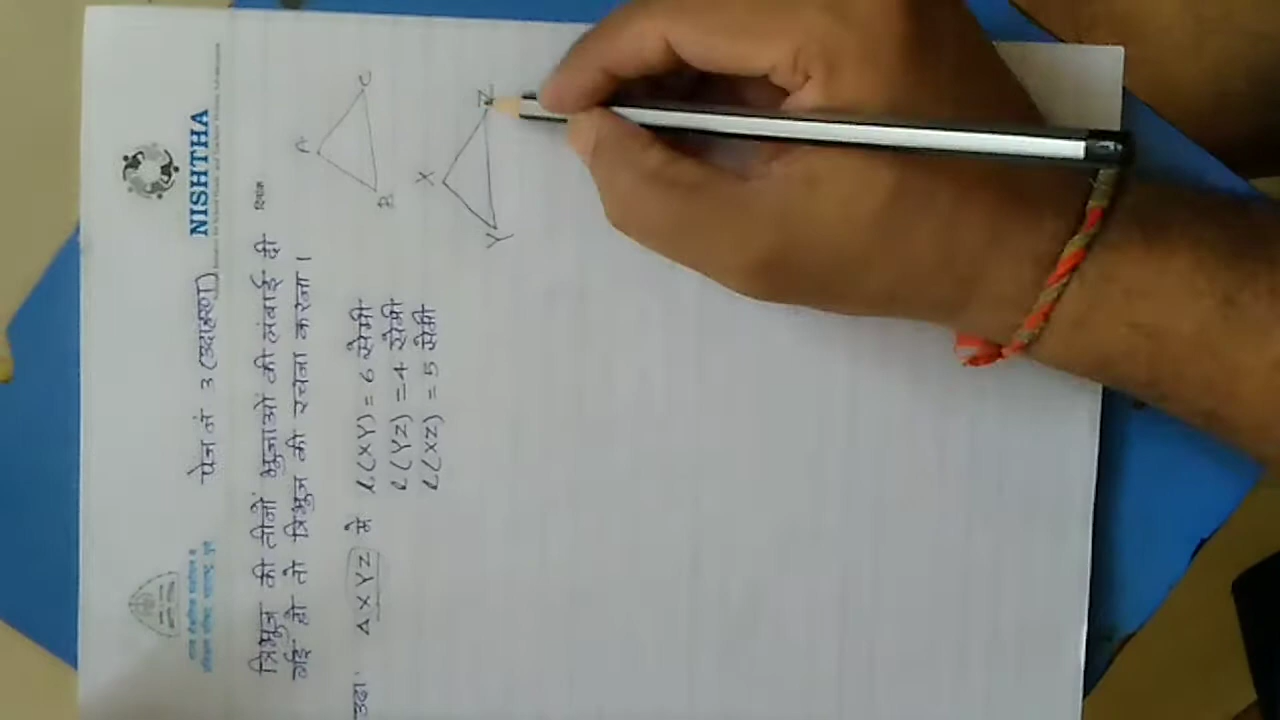 NISHTHA
पेज नं 3 (उदाहरण)
दिनांक
त्रिभुज की तीनों भुजाओं की लंबाई दी
गई हो तो त्रिभुज की रचना करना।
उदा. Δ XYZ में l(XY) = 6 सेमी
l(YZ) = 4 सेमी
l(XZ) = 5 सेमी
A
B
C
X
Y
Z